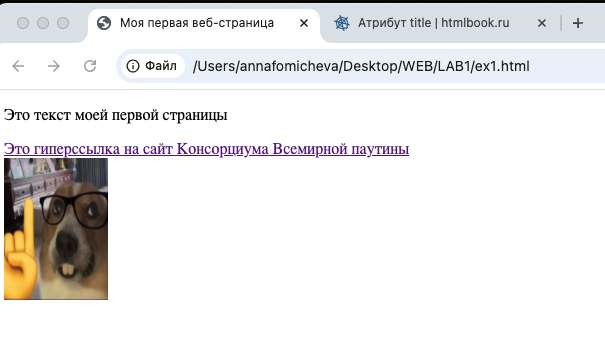 Моя первая веб-страница
Атрибут title | htmlbook.ru
Файл
/Users/annafomicheva/Desktop/WEB/LAB1/ex1.html
Это текст моей первой страницы
Это гиперссылка на сайт Консорциума Всемирной паутины